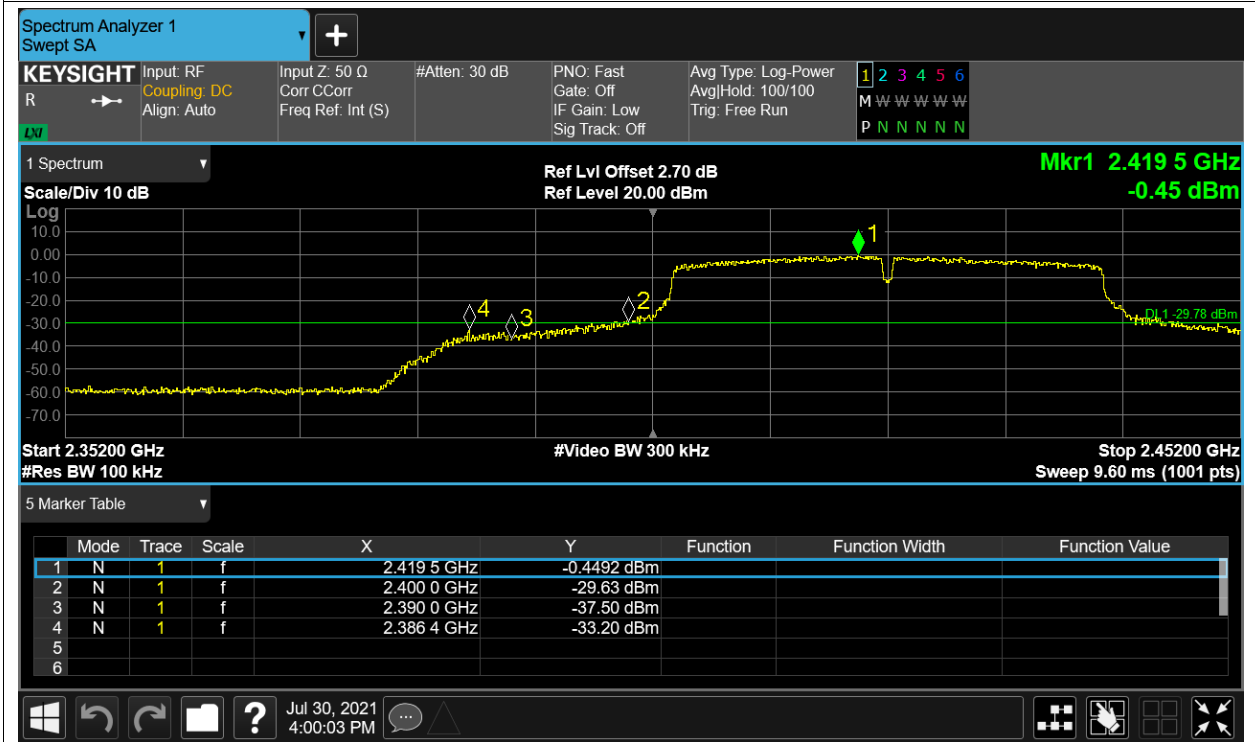 Spectrum Analyzer 1
Swept SA
KEYSIGHT
R
LXI
Input: RF
Coupling: DC
Align: Auto
Input Z: 50 Ω
Corr CCorr
Freq Ref: Int (S)
#Atten: 30 dB
PNO: Fast
Gate: Off
IF Gain: Low
Sig Track: Off
Avg Type: Log-Power
Avg|Hold: 100/100
Trig: Free Run
1 2 3 4 5 6
M W W W W W
P N N N N N
1 Spectrum
Scale/Div 10 dB
Ref Lvl Offset 2.70 dB
Ref Level 20.00 dBm
Mkr1 2.419 5 GHz
-0.45 dBm
Log
10.0
0.00
-10.0
-20.0
-30.0
-40.0
-50.0
-60.0
-70.0
1
2
3
4
DL1 -29.78 dBm
Start 2.35200 GHz
#Res BW 100 kHz
#Video BW 300 kHz
Stop 2.45200 GHz
Sweep 9.60 ms (1001 pts)
5 Marker Table
Mode Trace Scale X Y Function Function Width Function Value
1 N 1 f 2.419 5 GHz -0.4492 dBm
2 N 1 f 2.400 0 GHz -29.63 dBm
3 N 1 f 2.390 0 GHz -37.50 dBm
4 N 1 f 2.386 4 GHz -33.20 dBm
5
6
?
Jul 30, 2021
4:00:03 PM